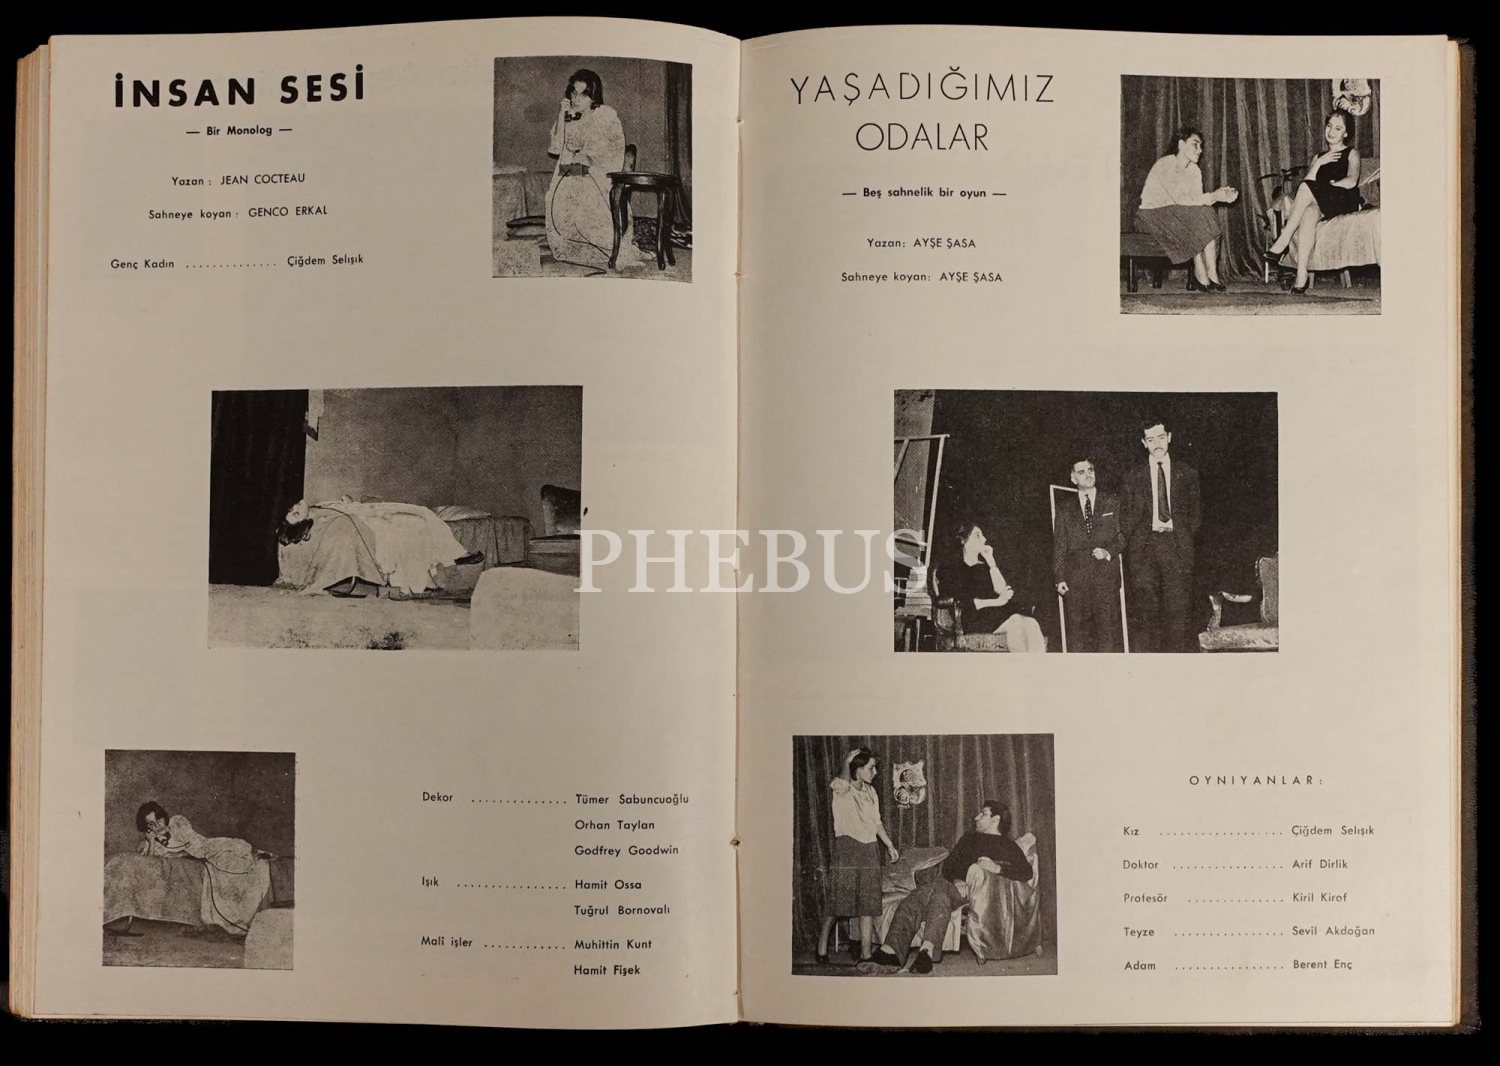 İNSAN SESİ
— Bir Monolog —
Yazan : JEAN COCTEAU
Sahneye koyan : GENCO ERKAL
Genç Kadın .............. Çiğdem Selışık
Dekor .............. Tümer Sabuncuoğlu
Orhan Taylan
Godfrey Goodwin
Işık ................ Hamit Ossa
Tuğrul Bornovalı
Malî işler ............ Muhittin Kunt
Hamit Fişek
YAŞADIĞIMIZ
ODALAR
— Beş sahnelik bir oyun —
Yazan: AYŞE ŞASA
Sahneye koyan: AYŞE ŞASA
OYNIYANLAR:
Kız .................. Çiğdem Selışık
Doktor ................ Arif Dirlik
Profesör .............. Kiril Kirof
Teyze ................ Sevil Akdoğan
Adam ................ Berent Enç
PHEBUS